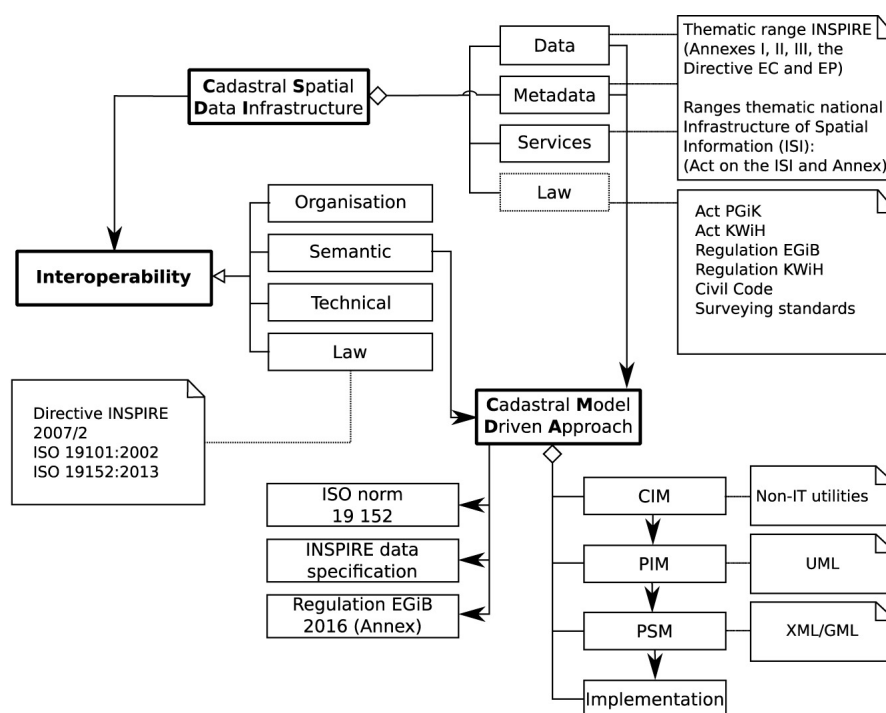 Cadastral Spatial
Data Infrastructure
Data
Metadata
Services
Law
Thematic range INSPIRE
(Annexes I, II, III, the
Directive EC and EP)
Ranges thematic national
Infrastructure of Spatial
Information (ISI):
(Act on the ISI and Annex)
Act PGiK
Act KWiH
Regulation EGiB
Regulation KWiH
Civil Code
Surveying standards
Interoperability
Organisation
Semantic
Technical
Law
Directive INSPIRE
2007/2
ISO 19101:2002
ISO 19152:2013
Cadastral Model
Driven Approach
ISO norm
19 152
INSPIRE data
specification
Regulation EGiB
2016 (Annex)
CIM
PIM
PSM
Implementation
Non-IT utilities
UML
XML/GML